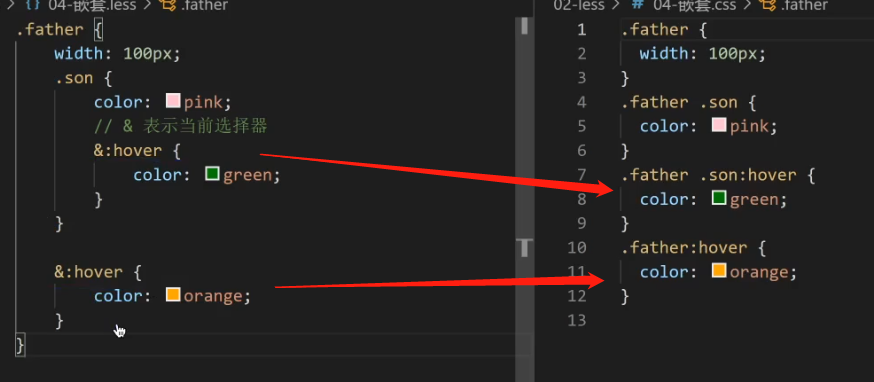 04-嵌套.less > .father
.father {
width: 100px;
.son {
color: pink;
// & 表示当前选择器
&:hover {
color: green;
}
}
&:hover {
color: orange;
}
}
02-less > # 04-嵌套.css > .father
1 .father {
2 width: 100px;
3 }
4 .father .son {
5 color: pink;
6 }
7 .father .son:hover {
8 color: green;
9 }
10 .father:hover {
11 color: orange;
12 }
13